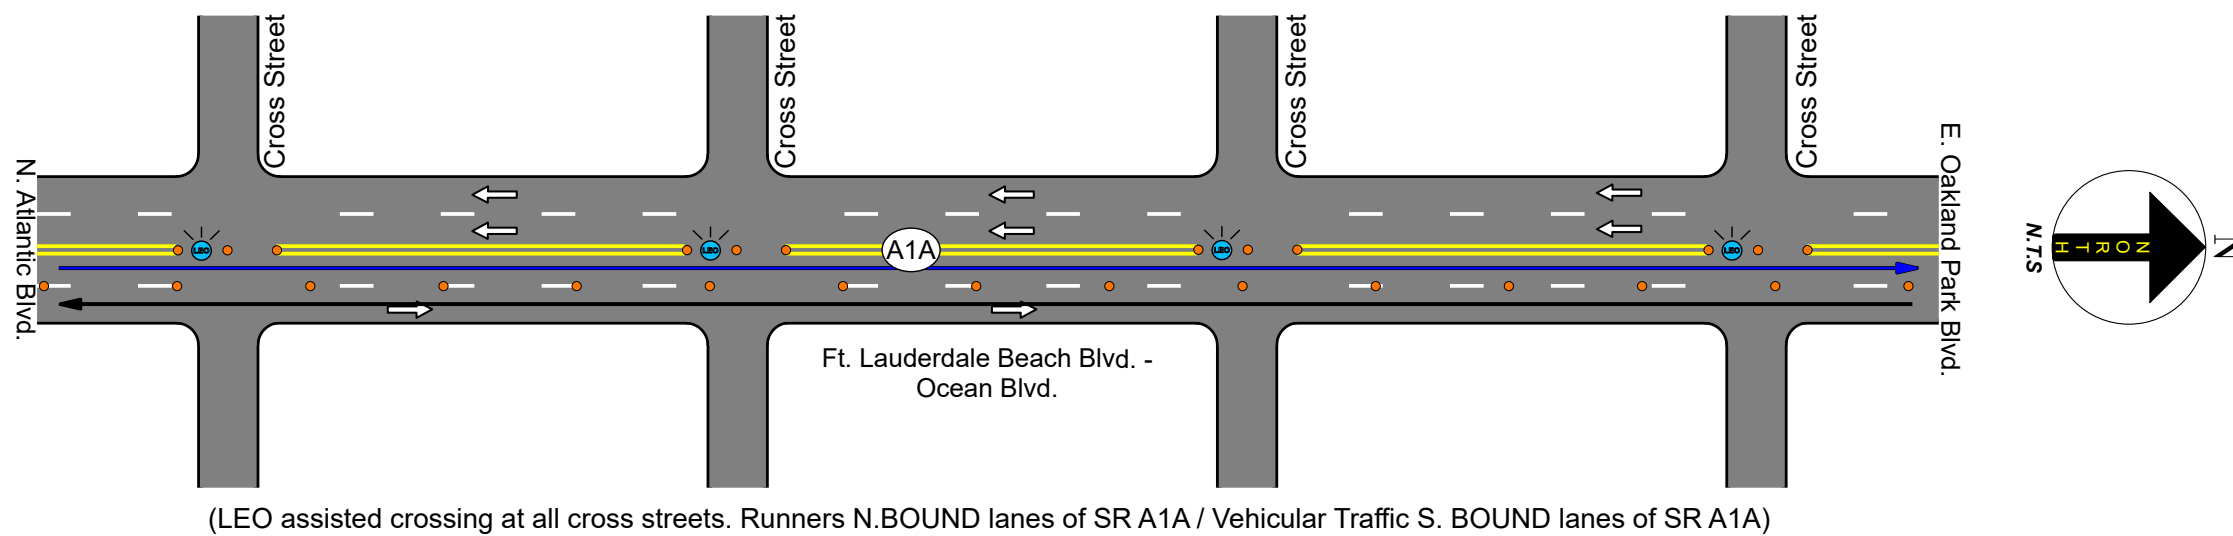 Cross Street
Cross Street
Cross Street
Cross Street
N. Atlantic Blvd.
E. Oakland Park Blvd.
LEO
LEO
LEO
LEO
A1A
N.T.S
NORTH
N
Ft. Lauderdale Beach Blvd. -
Ocean Blvd.
(LEO assisted crossing at all cross streets. Runners N.BOUND lanes of SR A1A / Vehicular Traffic S. BOUND lanes of SR A1A)